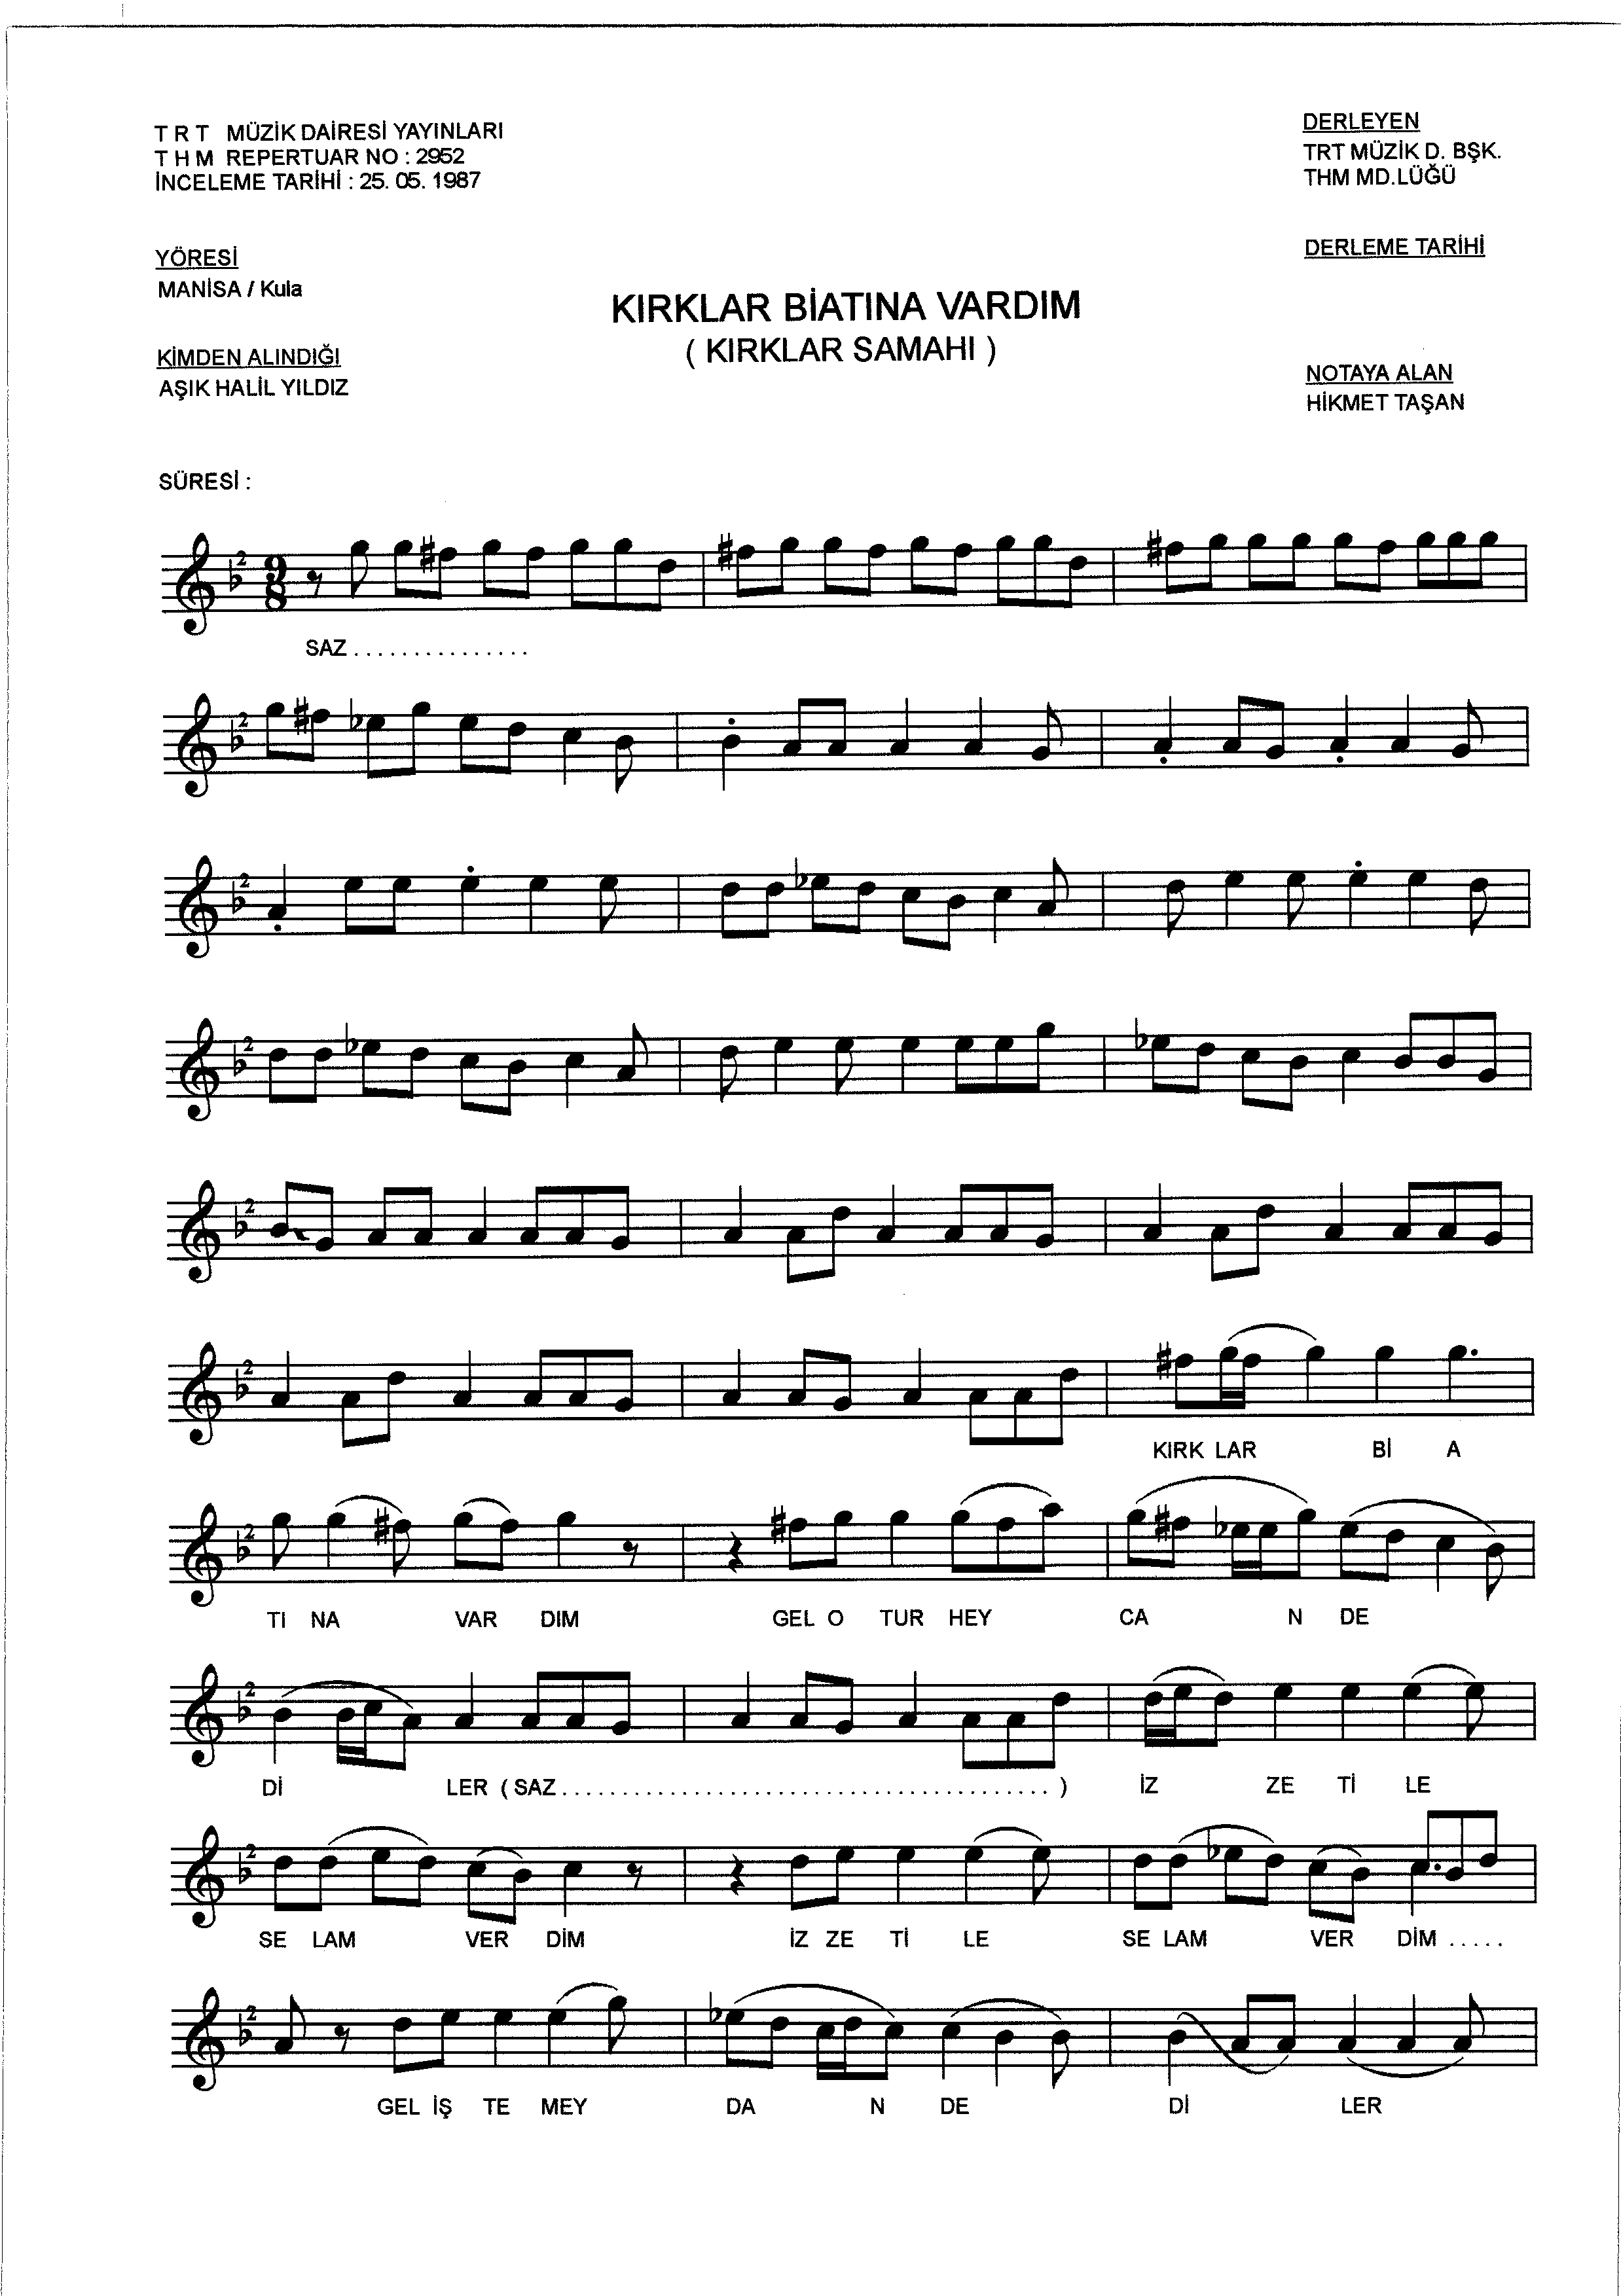 T R T MÜZİK DAİRESİ YAYINLARI
T H M REPERTUAR NO : 2952
İNCELEME TARİHİ : 25. 05. 1987
DERLEYEN
TRT MÜZİK D. BŞK.
THM MD.LÜĞÜ
YÖRESİ
MANİSA / Kula
DERLEME TARİHİ
KIRKLAR BİATINA VARDIM
( KIRKLAR SAMAHI )
KİMDEN ALINDIĞI
AŞIK HALİL YILDIZ
NOTAYA ALAN
HİKMET TAŞAN
SÜRESİ :
SAZ ...............
KIRK LAR Bİ A
TI NA VAR DIM GEL O TUR HEY CA N DE
Dİ LER ( SAZ......................................... ) İZ ZE Tİ LE
SE LAM VER DİM İZ ZE Tİ LE SE LAM VER DİM .....
GEL İŞ TE MEY DA N DE Dİ LER